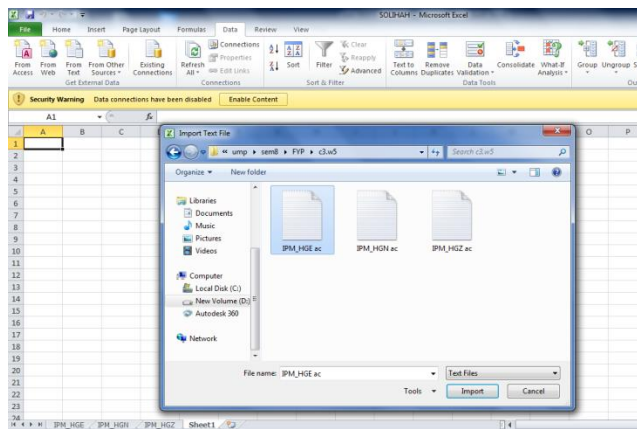 SOLIHAH - Microsoft Excel
File Home Insert Page Layout Formulas Data Review View
From Access From Web From Text From Other Sources Existing Connections Refresh All Connections Properties Edit Links Sort Filter Clear Reapply Advanced Text to Columns Remove Duplicates Data Validation Consolidate What-If Analysis Group Ungroup S
Get External Data Connections Sort & Filter Data Tools Ou
Security Warning Data connections have been disabled Enable Content
A1 fx
A B C O P
1
2
3
4
5
6
7
8
9
10
11
12
13
14
15
16
17
18
19
20
21
22
23
24
Import Text File
« ump sem8 FYP c3.w5 Search c3.w5
Organize New folder
Libraries
Documents
Music
Pictures
Videos
Computer
Local Disk (C:)
New Volume (D:)
Autodesk 360
Network
IPM_HGE ac IPM_HGN ac IPM_HGZ ac
File name: IPM_HGE ac Text Files
Tools Import Cancel
IPM_HGE IPM_HGN IPM_HGZ Sheet1